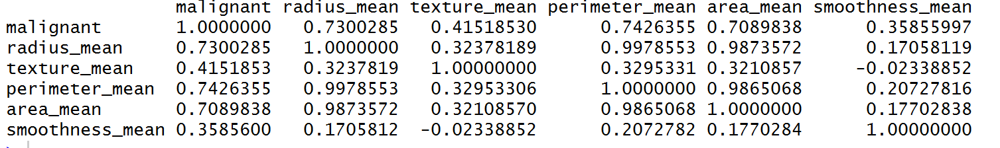 malignant radius_mean texture_mean perimeter_mean area_mean smoothness_mean
malignant 1.0000000 0.7300285 0.41518530 0.7426355 0.7089838 0.35855997
radius_mean 0.7300285 1.0000000 0.32378189 0.9978553 0.9873572 0.17058119
texture_mean 0.4151853 0.3237819 1.00000000 0.3295331 0.3210857 -0.02338852
perimeter_mean 0.7426355 0.9978553 0.32953306 1.0000000 0.9865068 0.20727816
area_mean 0.7089838 0.9873572 0.32108570 0.9865068 1.0000000 0.17702838
smoothness_mean 0.3585600 0.1705812 -0.02338852 0.2072782 0.1770284 1.00000000